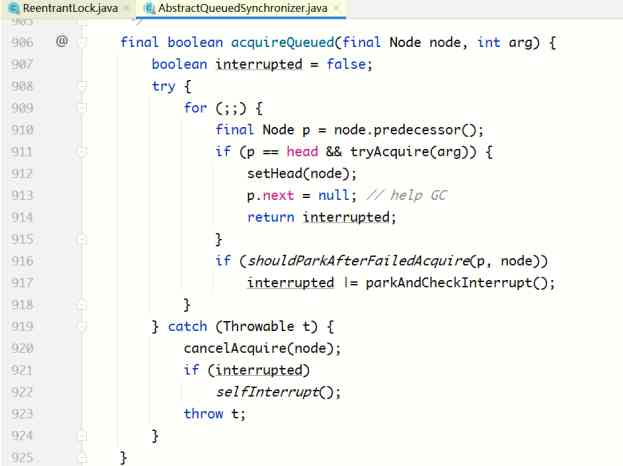 ReentrantLock.java AbstractQueuedSynchronizer.java
905 */
906 @ final boolean acquireQueued(final Node node, int arg) {
907 boolean interrupted = false;
908 try {
909 for (;;) {
910 final Node p = node.predecessor();
911 if (p == head && tryAcquire(arg)) {
912 setHead(node);
913 p.next = null; // help GC
914 return interrupted;
915 }
916 if (shouldParkAfterFailedAcquire(p, node))
917 interrupted |= parkAndCheckInterrupt();
918 }
919 } catch (Throwable t) {
920 cancelAcquire(node);
921 if (interrupted)
922 selfInterrupt();
923 throw t;
924 }
925 }